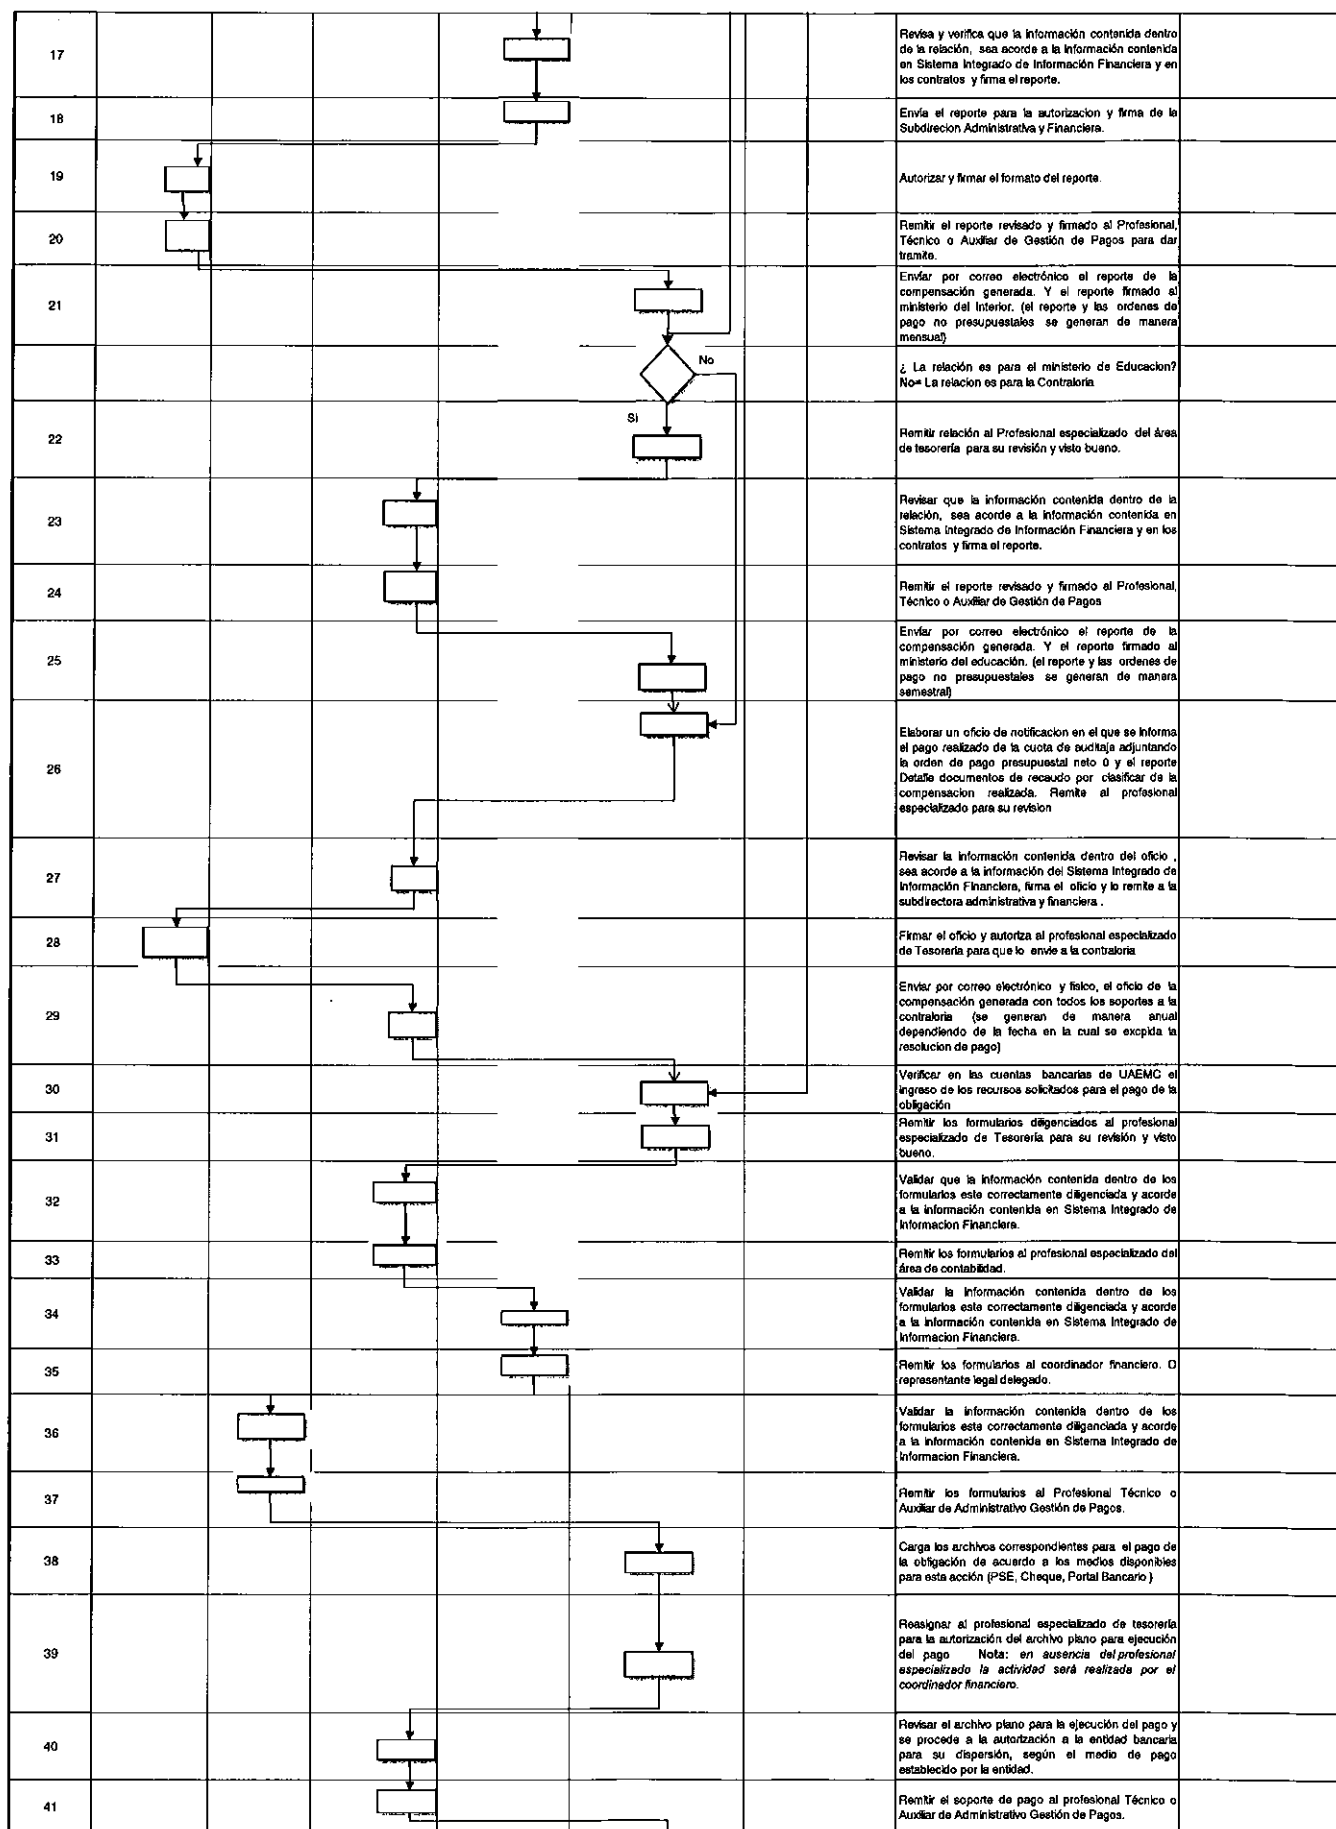 17
Revisa y verifica que la información contenida dentro
de la relación, sea acorde a la información contenida
en Sistema Integrado de Información Financiera y en
los contratos y firma el reporte.
18
Envía el reporte para la autorizacion y firma de la
Subdirecion Administrativa y Financiera.
19
Autorizar y firmar el formato del reporte.
20
Remitir el reporte revisado y firmado al Profesional,
Técnico o Auxiliar de Gestión de Pagos para dar
tramite.
21
Enviar por correo electrónico el reporte de la
compensación generada. Y el reporte firmado al
ministerio del Interior. (el reporte y las ordenes de
pago no presupuestales se generan de manera
mensual)
No
¿ La relación es para el ministerio de Educacion?
No= La relacion es para la Contraloria
Si
22
Remitir relación al Profesional especializado del área
de tesorería para su revisión y visto bueno.
23
Revisar que la información contenida dentro de la
relación, sea acorde a la información contenida en
Sistema Integrado de Información Financiera y en los
contratos y firma el reporte.
24
Remitir el reporte revisado y firmado al Profesional,
Técnico o Auxiliar de Gestión de Pagos
25
Enviar por correo electrónico el reporte de la
compensación generada. Y el reporte firmado al
ministerio del educación. (el reporte y las ordenes de
pago no presupuestales se generan de manera
semestral)
26
Elaborar un oficio de notificacion en el que se informa
el pago realizado de la cuota de auditaje adjuntando
la orden de pago presupuestal neto 0 y el reporte
Detalle documentos de recaudo por clasificar de la
compensacion realizada. Remite al profesional
especializado para su revision
27
Revisar la información contenida dentro del oficio ,
sea acorde a la información del Sistema Integrado de
Información Financiera, firma el oficio y lo remite a la
subdirectora administrativa y financiera .
28
Firmar el oficio y autoriza al profesional especializado
de Tesorería para que lo envie a la contraloria
29
Enviar por correo electrónico y fisico, el oficio de la
compensación generada con todos los soportes a la
contraloria (se generan de manera anual
dependiendo de la fecha en la cual se excpida la
resolucion de pago)
30
Verificar en las cuentas bancarias de UAEMC el
ingreso de los recursos solicitados para el pago de la
obligación
31
Remitir los formularios diligenciados al profesional
especializado de Tesorería para su revisión y visto
bueno.
32
Validar que la información contenida dentro de los
formularios este correctamente diligenciada y acorde
a la información contenida en Sistema Integrado de
Informacion Financiera.
33
Remitir los formularios al profesional especializado del
área de contabilidad.
34
Validar la información contenida dentro de los
formularios este correctamente diligenciada y acorde
a la información contenida en Sistema Integrado de
Informacion Financiera.
35
Remitir los formularios al coordinador financiero. O
representante legal delegado.
36
Validar la información contenida dentro de los
formularios este correctamente diligenciada y acorde
a la información contenida en Sistema Integrado de
Informacion Financiera.
37
Remitir los formularios al Profesional Técnico o
Auxiliar de Administrativo Gestión de Pagos.
38
Carga los archivos correspondientes para el pago de
la obligación de acuerdo a los medios disponibles
para esta acción (PSE, Cheque, Portal Bancario )
39
Reasignar al profesional especializado de tesorería
para la autorización del archivo plano para ejecución
del pago Nota: en ausencia del profesional
especializado la actividad será realizada por el
coordinador financiero.
40
Revisar el archivo plano para la ejecución del pago y
se procede a la autorización a la entidad bancaria
para su dispersión, según el medio de pago
establecido por la entidad.
41
Remitir el soporte de pago al profesional Técnico o
Auxiliar de Administrativo Gestión de Pagos.